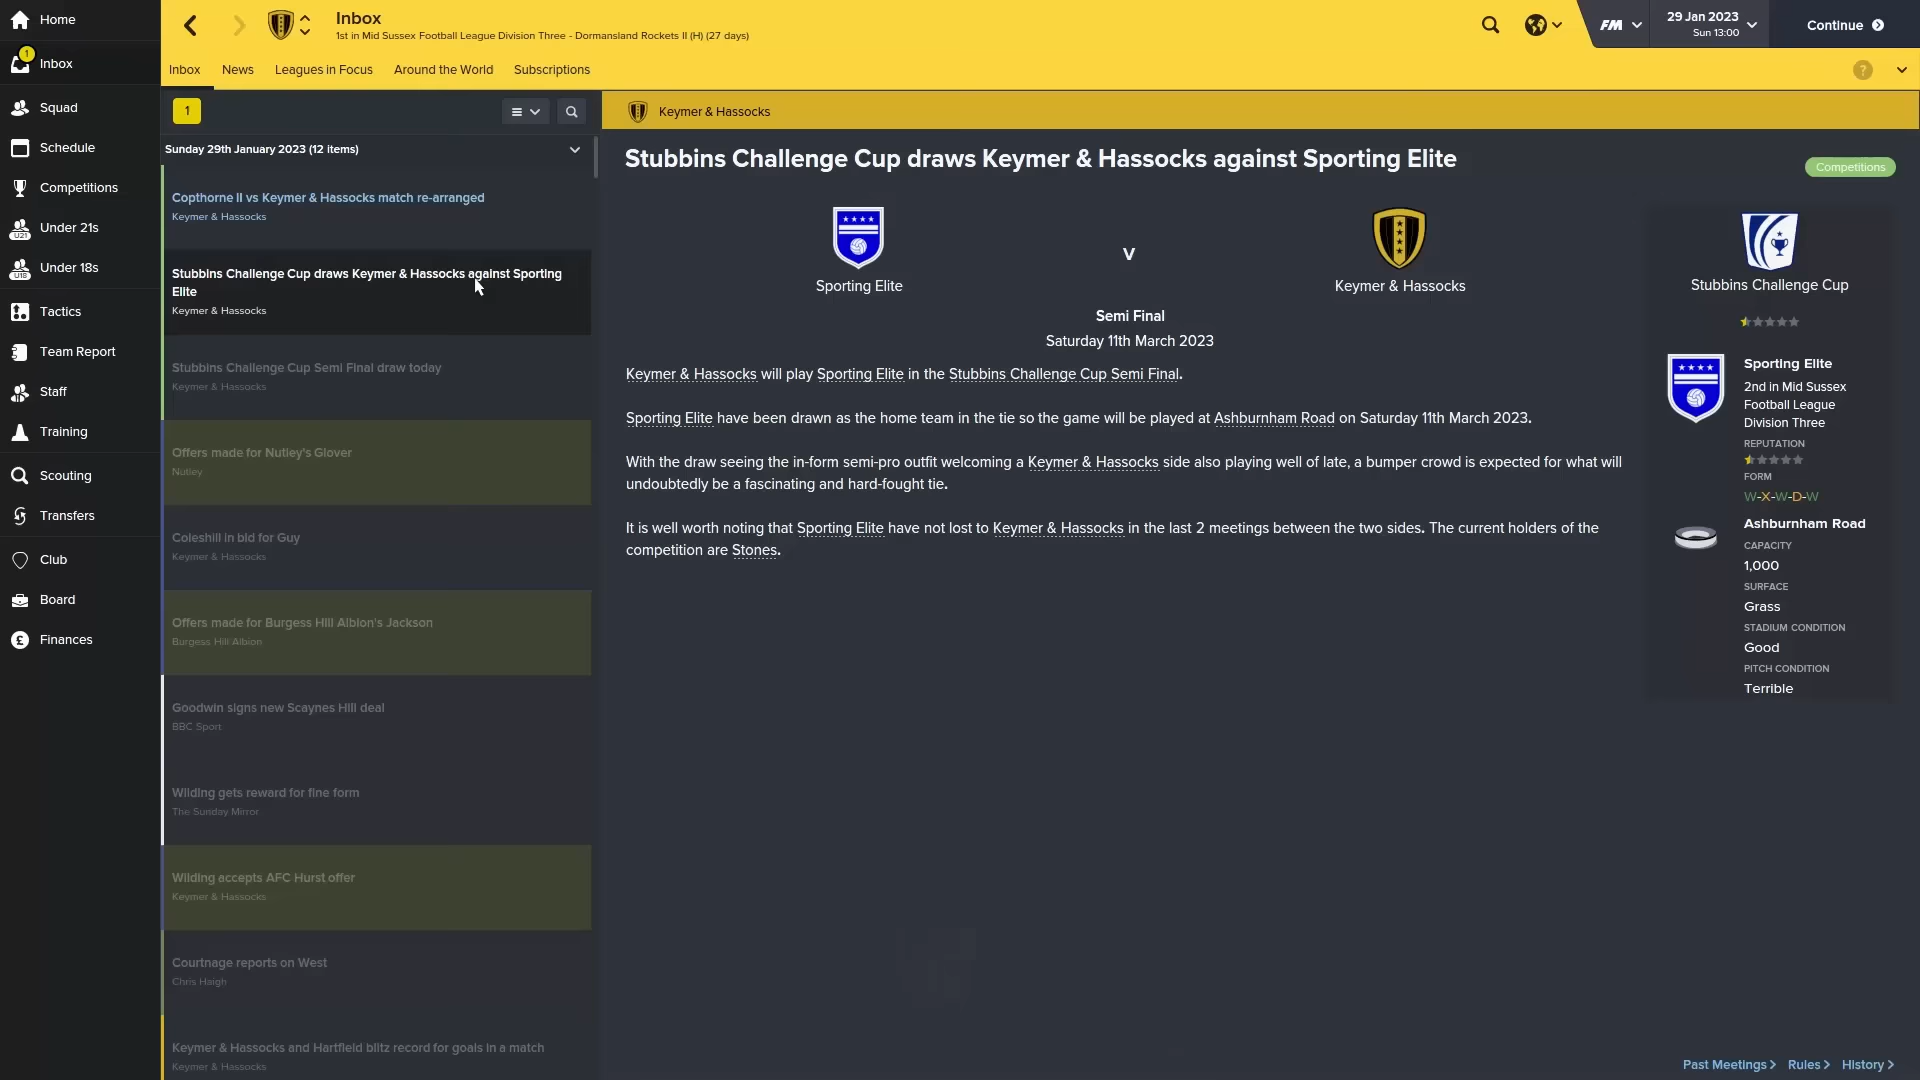 Home
1
Inbox
Squad
Schedule
Competitions
U21
Under 21s
U18
Under 18s
Tactics
Team Report
Staff
Training
Scouting
Transfers
Club
Board
£
Finances
Inbox
1st in Mid Sussex Football League Division Three - Dormansland Rockets II (H) (27 days)
FM
29 Jan 2023
Sun 13:00
Continue
Inbox
News
Leagues in Focus
Around the World
Subscriptions
?
1
Sunday 29th January 2023 (12 items)
Copthorne II vs Keymer & Hassocks match re-arranged
Keymer & Hassocks
Stubbins Challenge Cup draws Keymer & Hassocks against Sporting
Elite
Keymer & Hassocks
Stubbins Challenge Cup Semi Final draw today
Keymer & Hassocks
Offers made for Nutley's Glover
Nutley
Coleshill in bid for Guy
Keymer & Hassocks
Offers made for Burgess Hill Albion's Jackson
Burgess Hill Albion
Goodwin signs new Scaynes Hill deal
BBC Sport
Wilding gets reward for fine form
The Sunday Mirror
Wilding accepts AFC Hurst offer
Keymer & Hassocks
Courtnage reports on West
Chris Haigh
Keymer & Hassocks and Hartfield blitz record for goals in a match
Keymer & Hassocks
Keymer & Hassocks
Stubbins Challenge Cup draws Keymer & Hassocks against Sporting Elite
Competitions
Sporting Elite
V
Keymer & Hassocks
Semi Final
Saturday 11th March 2023
Keymer & Hassocks will play Sporting Elite in the Stubbins Challenge Cup Semi Final.
Sporting Elite have been drawn as the home team in the tie so the game will be played at Ashburnham Road on Saturday 11th March 2023.
With the draw seeing the in-form semi-pro outfit welcoming a Keymer & Hassocks side also playing well of late, a bumper crowd is expected for what will
undoubtedly be a fascinating and hard-fought tie.
It is well worth noting that Sporting Elite have not lost to Keymer & Hassocks in the last 2 meetings between the two sides. The current holders of the
competition are Stones.
Stubbins Challenge Cup
Sporting Elite
2nd in Mid Sussex
Football League
Division Three
REPUTATION
FORM
W-X-W-D-W
Ashburnham Road
CAPACITY
1,000
SURFACE
Grass
STADIUM CONDITION
Good
PITCH CONDITION
Terrible
Past Meetings
Rules
History